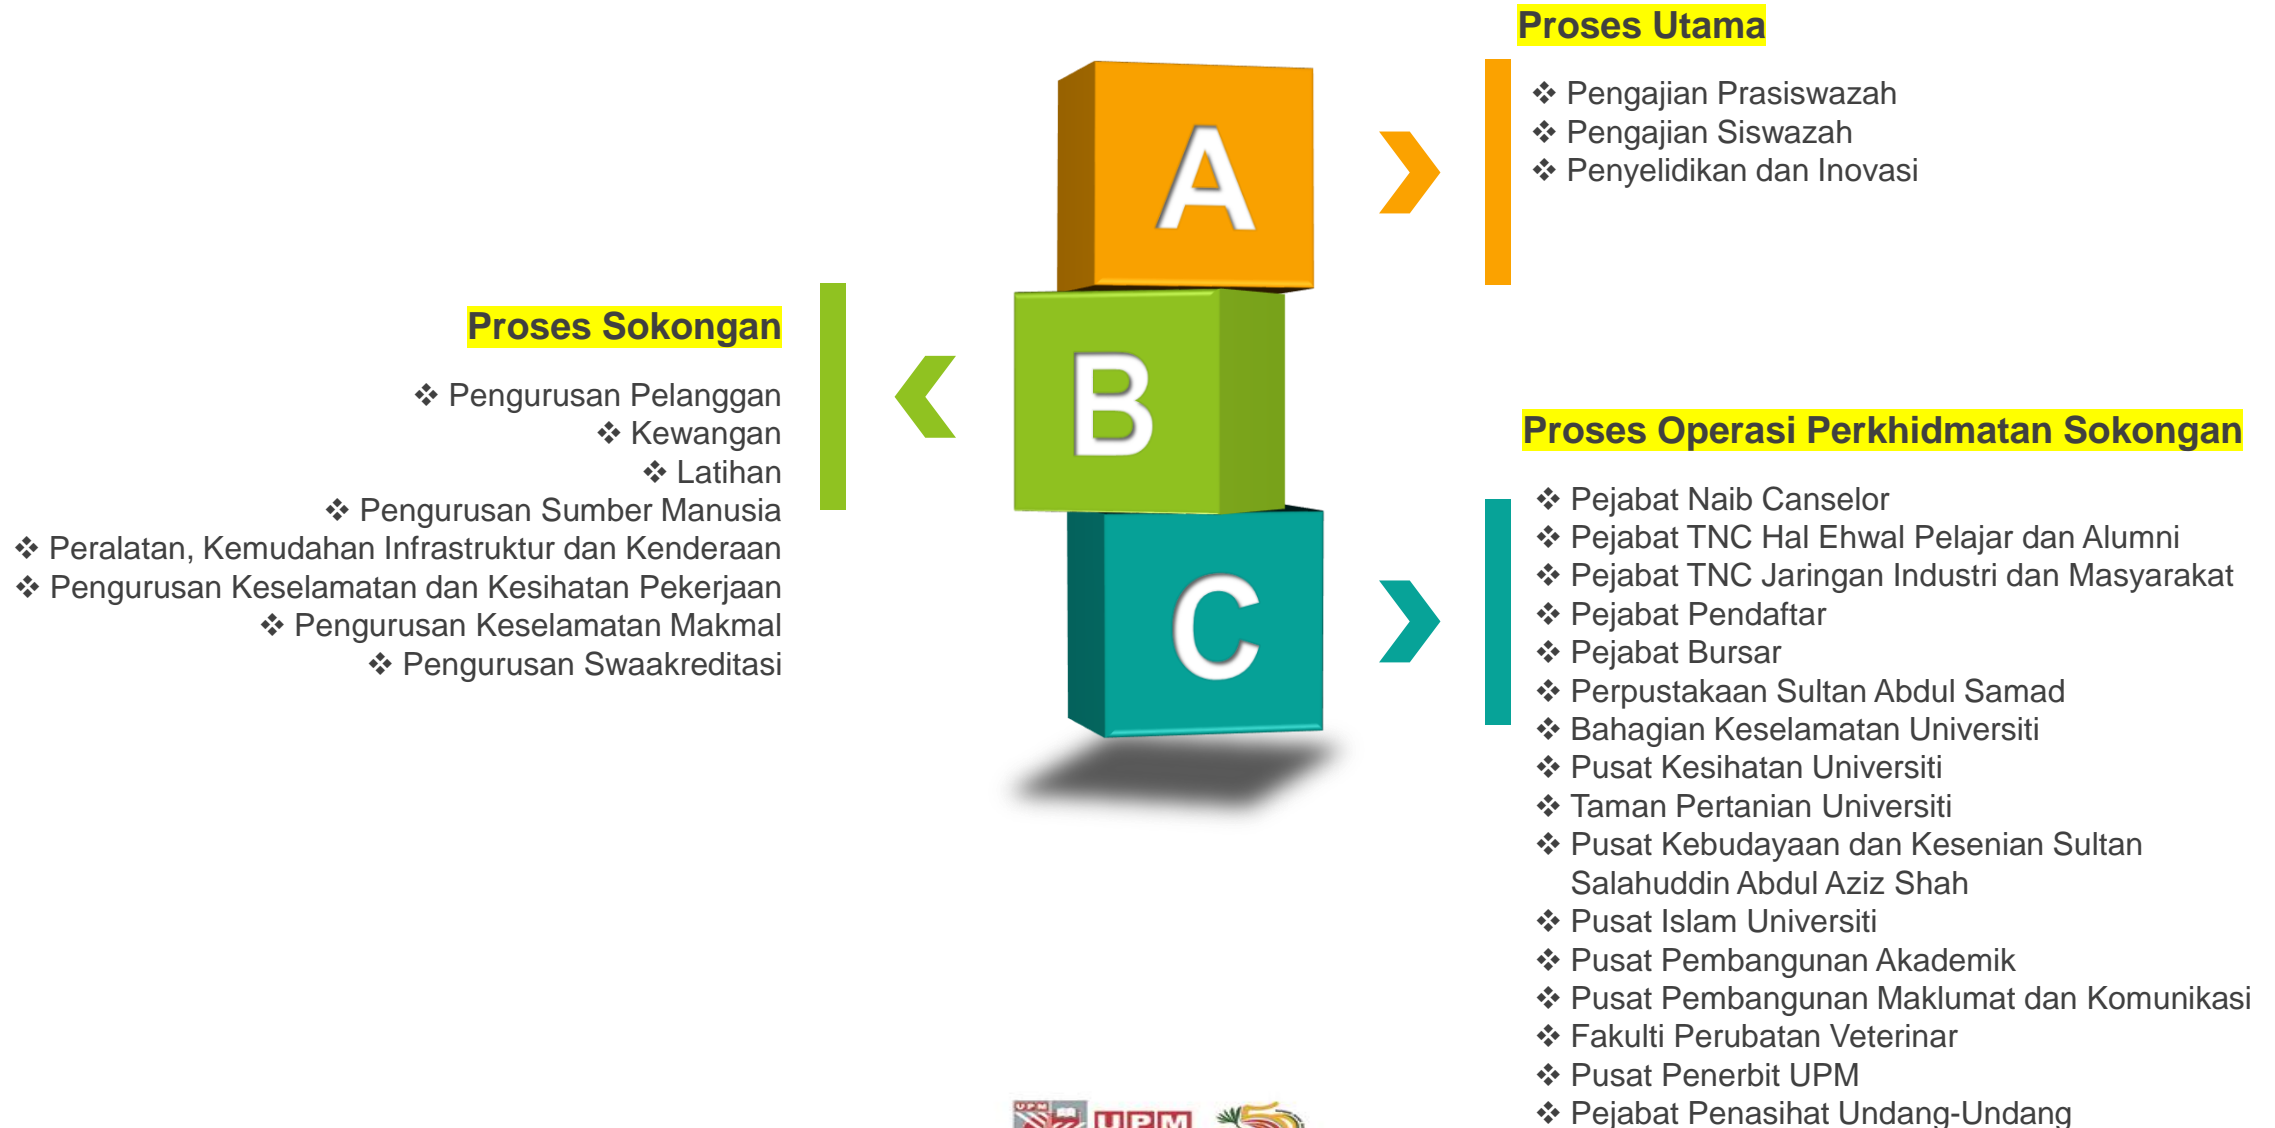 Proses Utama
❖ Pengajian Prasiswazah
❖ Pengajian Siswazah
❖ Penyelidikan dan Inovasi
A
Proses Sokongan
❖ Pengurusan Pelanggan
❖ Kewangan
❖ Latihan
❖ Pengurusan Sumber Manusia
❖ Peralatan, Kemudahan Infrastruktur dan Kenderaan
❖ Pengurusan Keselamatan dan Kesihatan Pekerjaan
❖ Pengurusan Keselamatan Makmal
❖ Pengurusan Swaakreditasi
B
Proses Operasi Perkhidmatan Sokongan
❖ Pejabat Naib Canselor
❖ Pejabat TNC Hal Ehwal Pelajar dan Alumni
❖ Pejabat TNC Jaringan Industri dan Masyarakat
❖ Pejabat Pendaftar
❖ Pejabat Bursar
❖ Perpustakaan Sultan Abdul Samad
❖ Bahagian Keselamatan Universiti
❖ Pusat Kesihatan Universiti
❖ Taman Pertanian Universiti
❖ Pusat Kebudayaan dan Kesenian Sultan
Salahuddin Abdul Aziz Shah
❖ Pusat Islam Universiti
❖ Pusat Pembangunan Akademik
❖ Pusat Pembangunan Maklumat dan Komunikasi
❖ Fakulti Perubatan Veterinar
❖ Pusat Penerbit UPM
❖ Pejabat Penasihat Undang-Undang
C
UPM
UPM